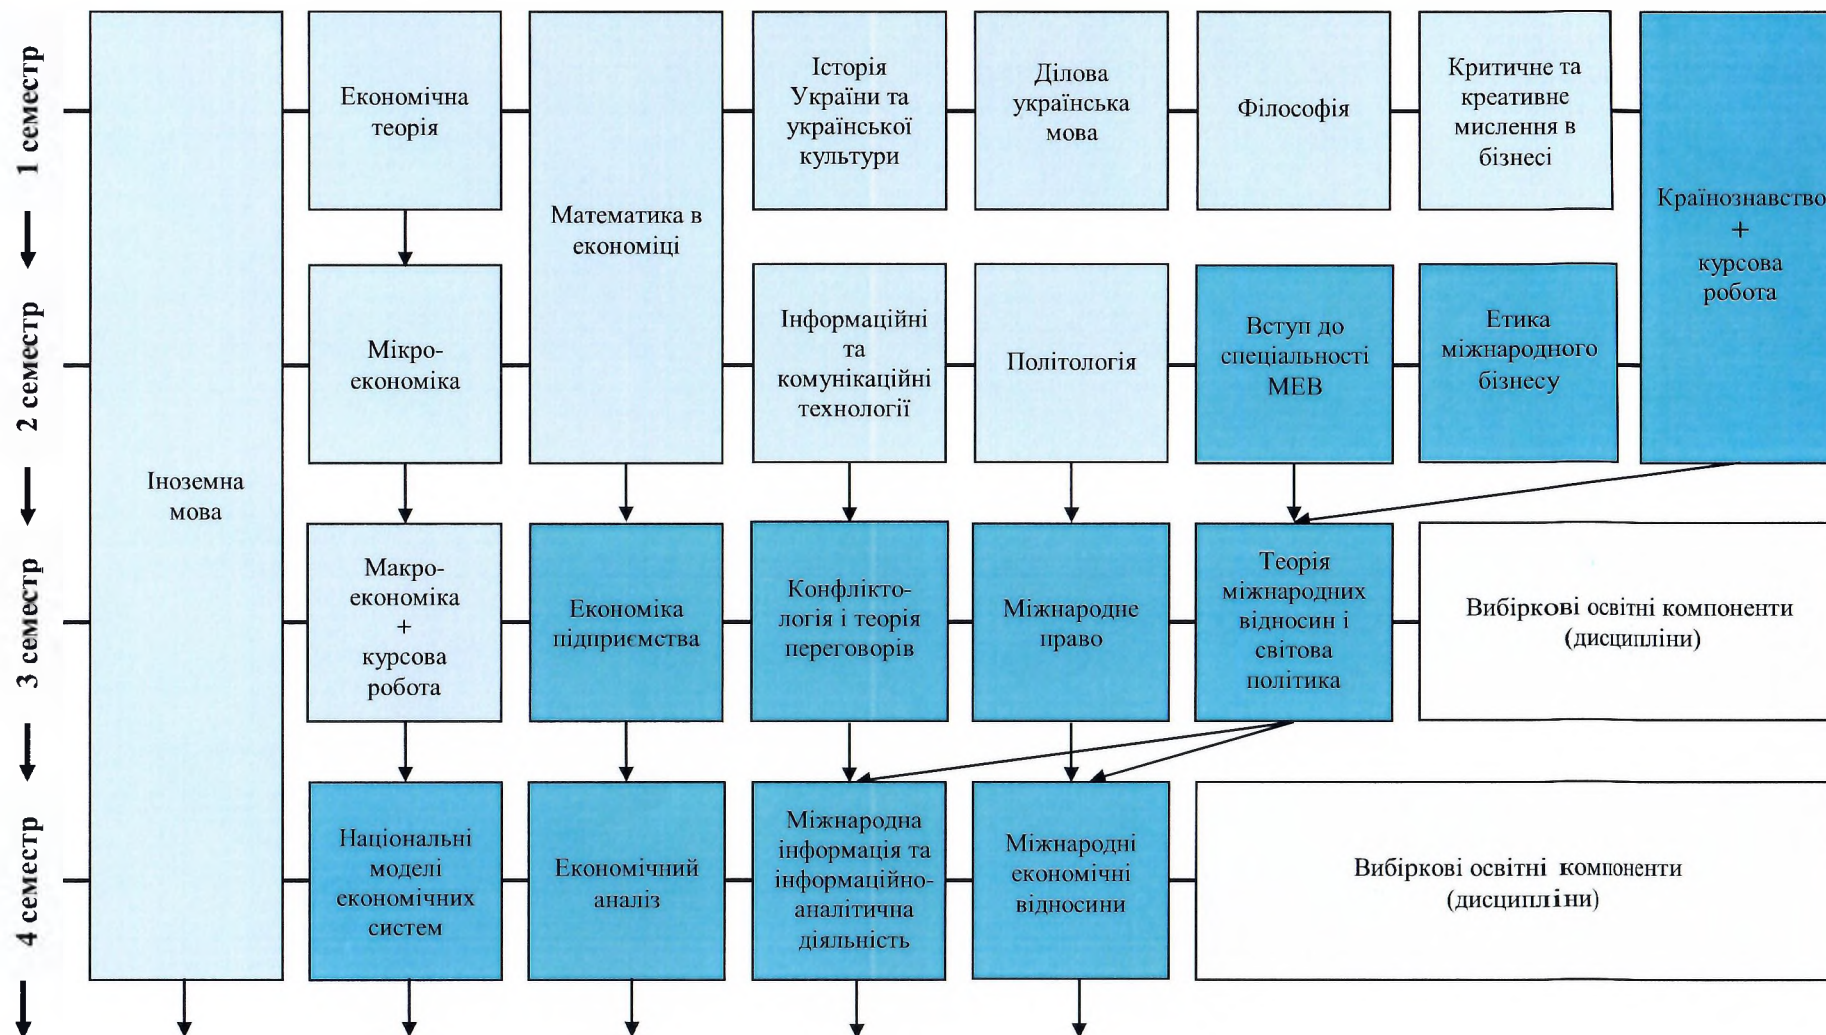 1 семестр
Економічна
теорія
Історія
України та
української
культури
Ділова
українська
мова
Філософія
Критичне та
креативне
мислення в
бізнесі
Країнознавство
+
курсова
робота
Математика в
економіці
2 семестр
Мікро-
економіка
Інформаційні
та
комунікаційні
технології
Політологія
Вступ до
спеціальності
МЕВ
Етика
міжнародного
бізнесу
Іноземна
мова
3 семестр
Макро-
економіка
+
курсова
робота
Економіка
підприємства
Конфлікто-
логія і теорія
переговорів
Міжнародне
право
Теорія
міжнародних
відносин і
світова
політика
Вибіркові освітні компоненти
(дисципліни)
4 семестр
Національні
моделі
економічних
систем
Економічний
аналіз
Міжнародна
інформація та
інформаційно-
аналітична
діяльність
Міжнародні
економічні
відносини
Вибіркові освітні компоненти
(дисципліни)